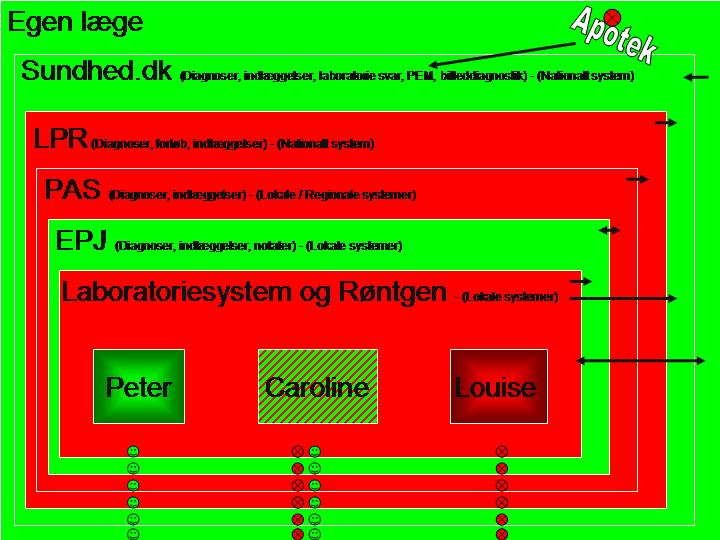 Egen læge
Apotek
Sundhed.dk (Diagnoser, indlæggelser, laboratorie svar, PEM, billeddiagnostik) - (Nationalt system)
LPR (Diagnoser, forløb, indlæggelser) - (Nationalt system)
PAS (Diagnoser, indlæggelser) - (Lokale / Regionale systemer)
EPJ (Diagnoser, indlæggelser, notater) - (Lokale systemer)
Laboratoriesystem og Røntgen - (Lokale systemer)
Peter Caroline Louise